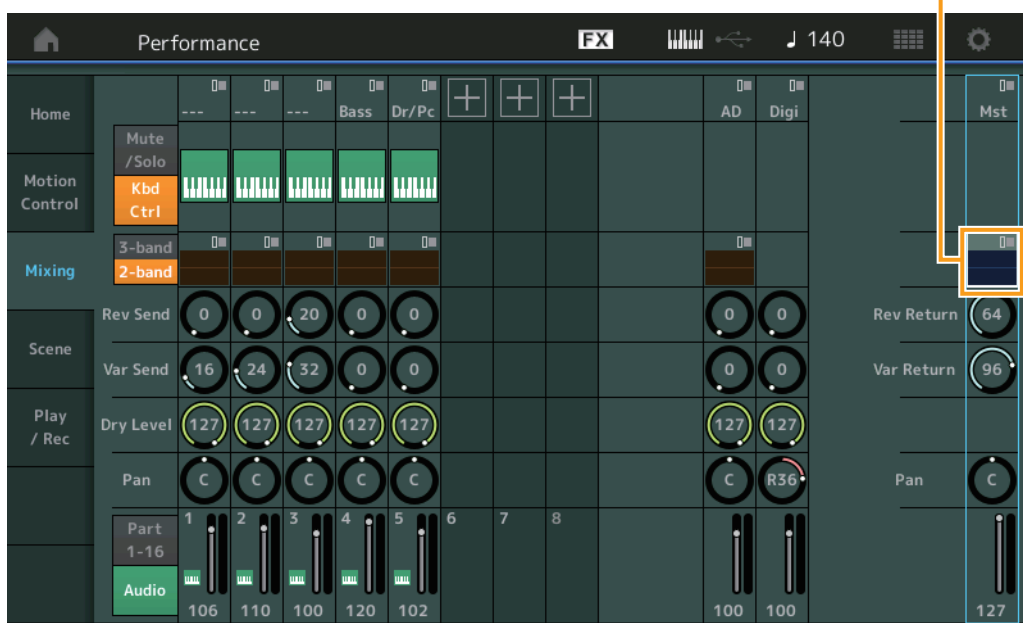 Performance FX 140
--- --- --- Bass Dr/Pc AD Digi Mst
Home
Mute
/Solo
Kbd
Ctrl
Motion
Control
3-band
2-band
Mixing
Rev Send 0 0 20 0 0 0 0 Rev Return 64
Scene
Var Send 16 24 32 0 0 0 0 Var Return 96
Play
/ Rec
Dry Level 127 127 127 127 127 127 127
Pan C C C C C C R36 Pan C
Part
1-16
1 2 3 4 5 6 7 8
Audio
106 110 100 120 102 100 100 127